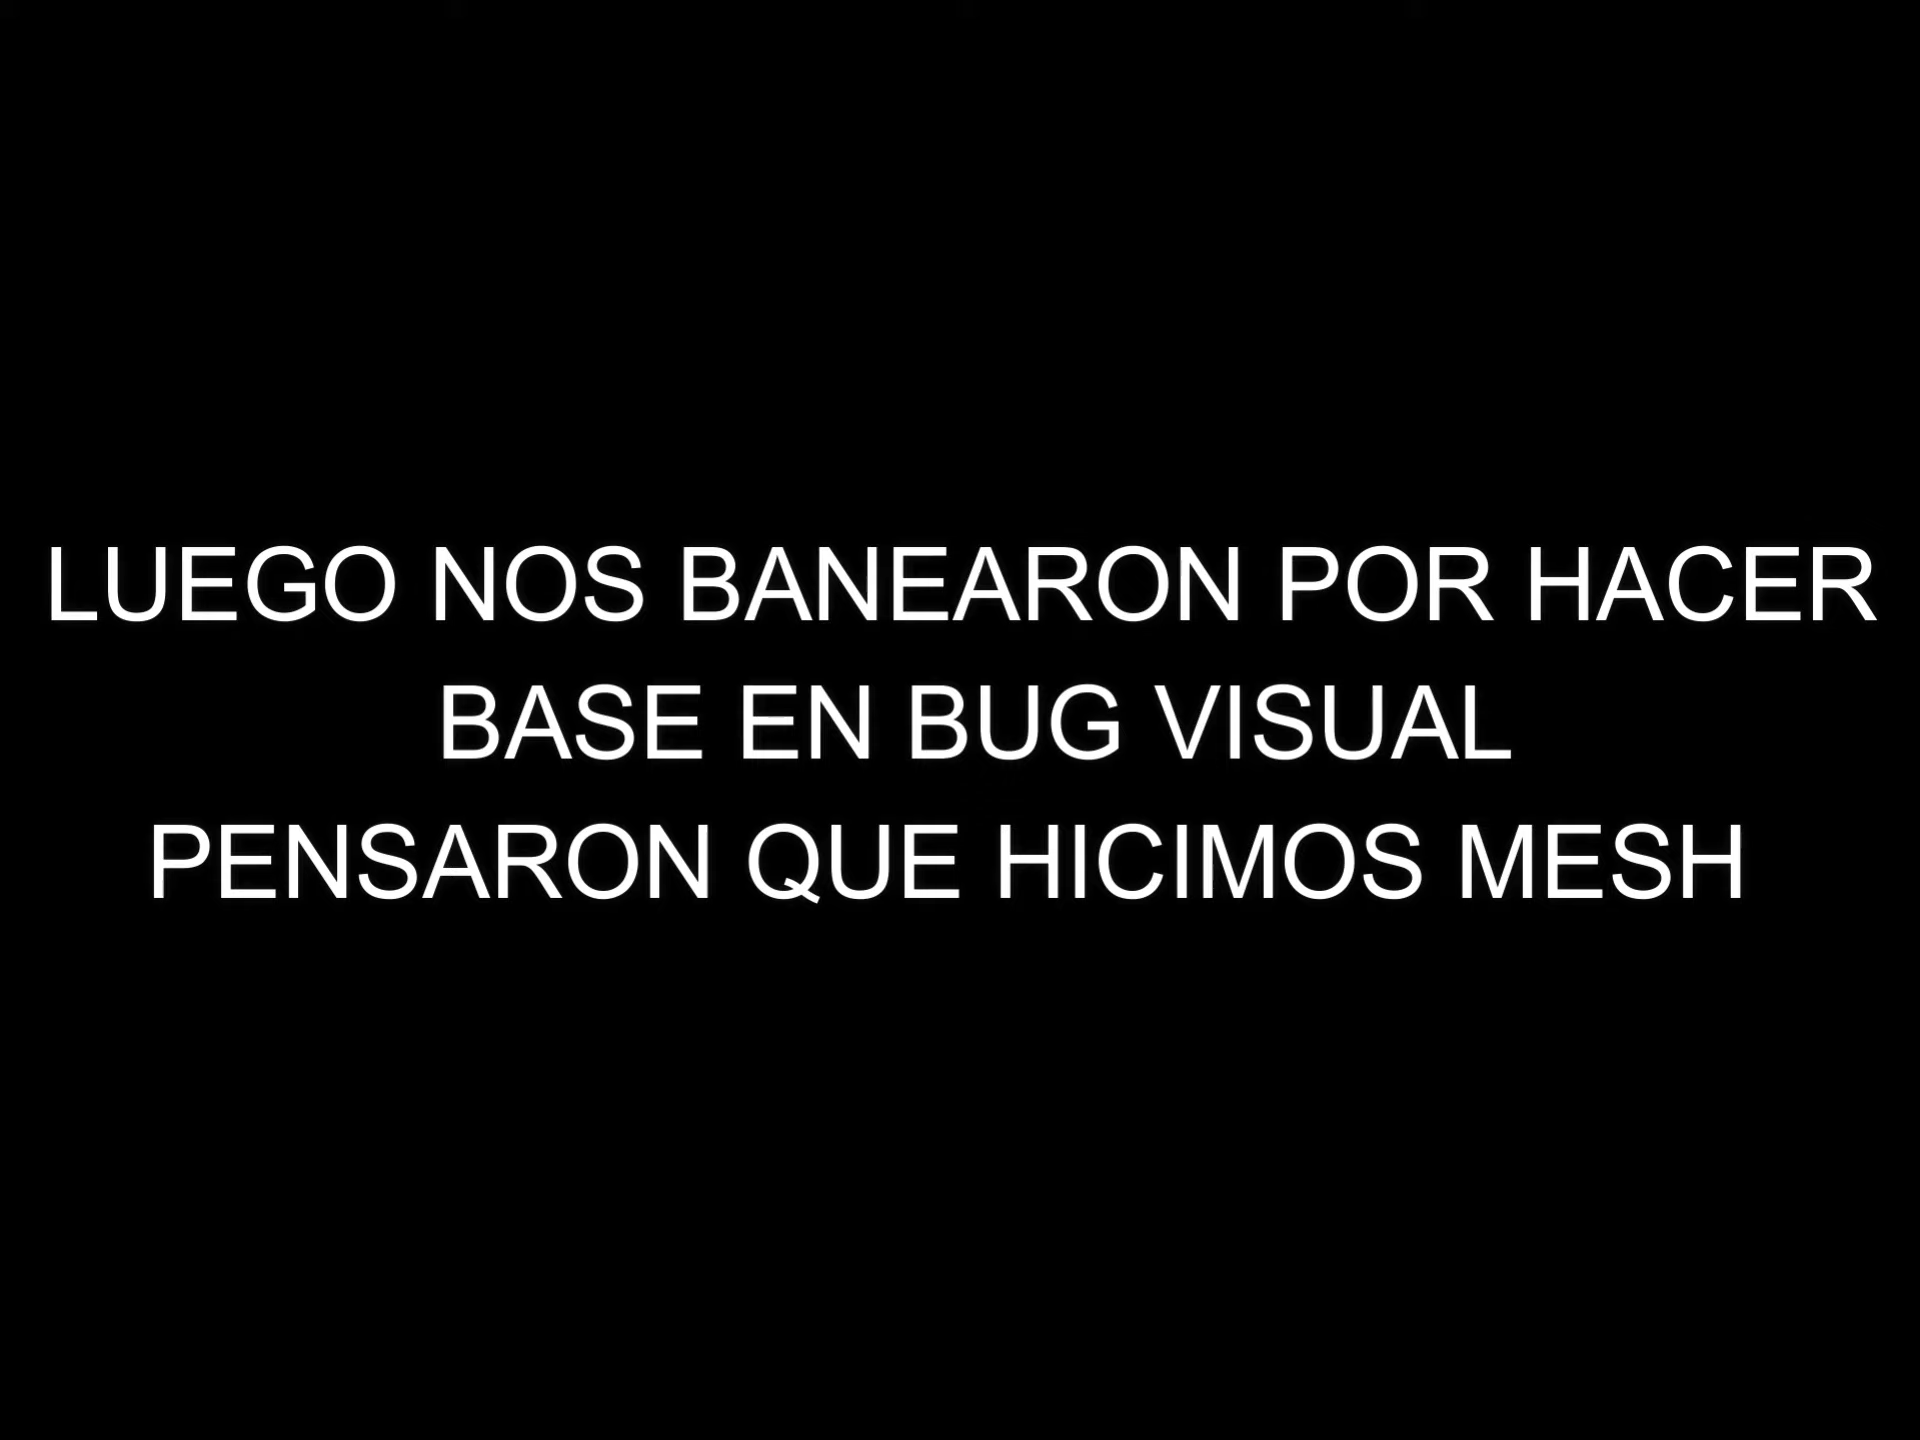 LUEGO NOS BANEARON POR HACER
BASE EN BUG VISUAL
PENSARON QUE HICIMOS MESH